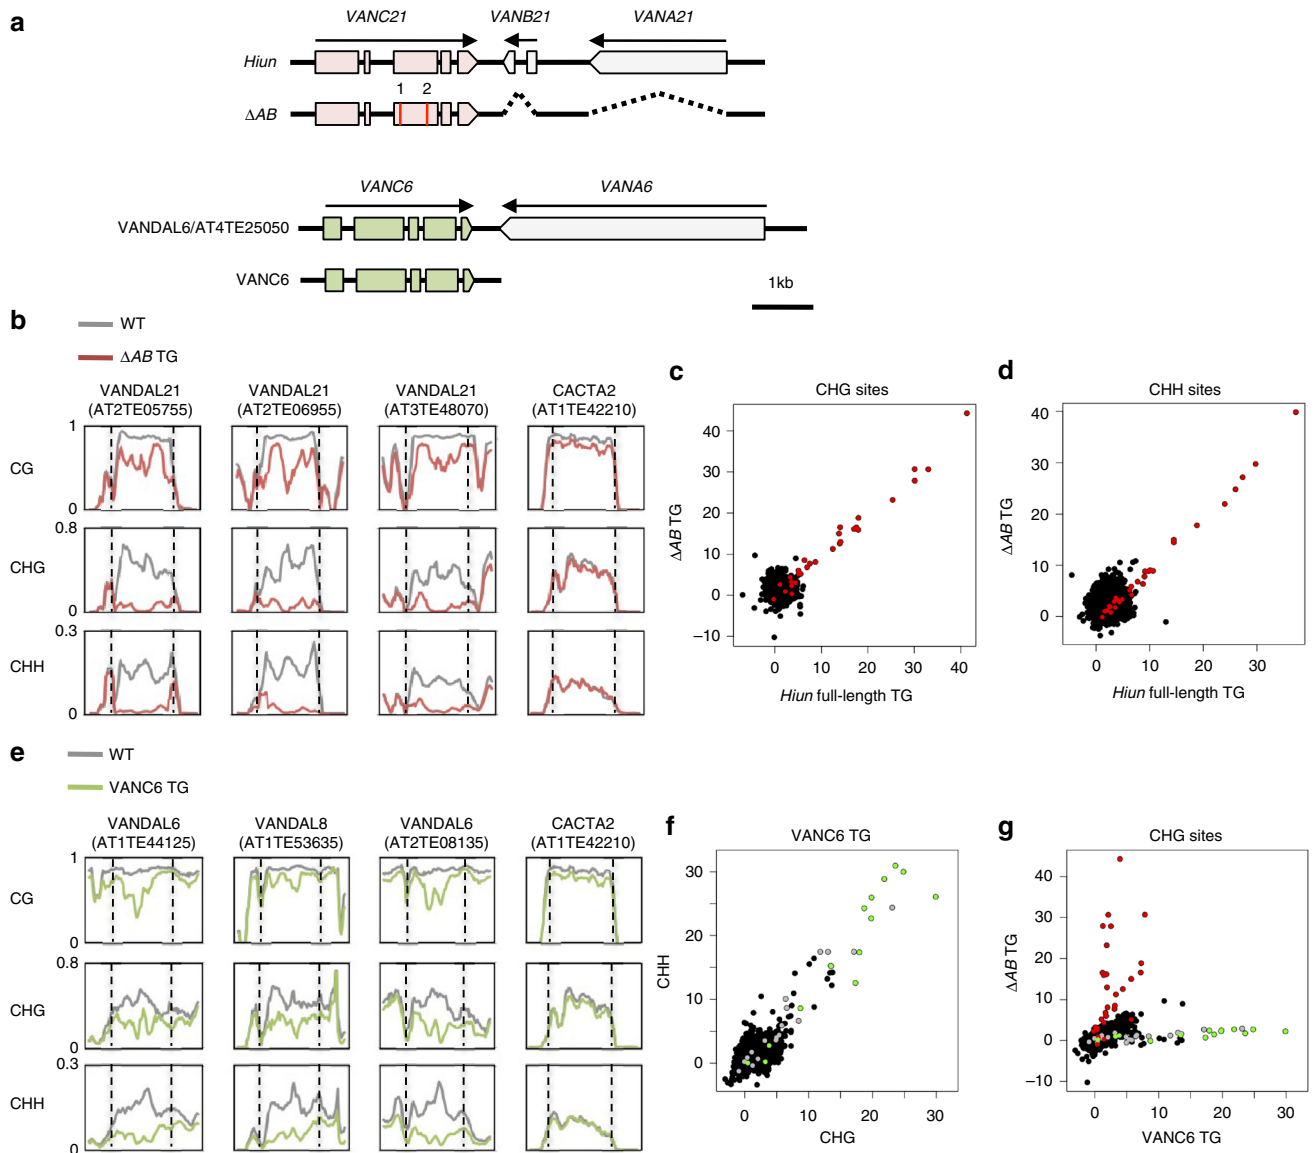 a
VANC21 VANB21 VANA21
Hiun
1 2
ΔAB
VANC6 VANA6
VANDAL6/AT4TE25050
VANC6
1kb
b
WT
ΔAB TG
VANDAL21 VANDAL21 VANDAL21 CACTA2
(AT2TE05755) (AT2TE06955) (AT3TE48070) (AT1TE42210)
1
CG
0
0.8
CHG
0
0.3
CHH
0
c
CHG sites
40
30
20
10
0
−10
ΔAB TG
0 10 20 30 40
Hiun full-length TG
d
CHH sites
40
30
20
10
0
ΔAB TG
0 10 20 30
Hiun full-length TG
e
WT
VANC6 TG
VANDAL6 VANDAL8 VANDAL6 CACTA2
(AT1TE44125) (AT1TE53635) (AT2TE08135) (AT1TE42210)
1
CG
0
0.8
CHG
0
0.3
CHH
0
f
VANC6 TG
30
20
10
0
CHH
0 10 20 30
CHG
g
CHG sites
40
30
20
10
0
−10
ΔAB TG
0 10 20 30
VANC6 TG